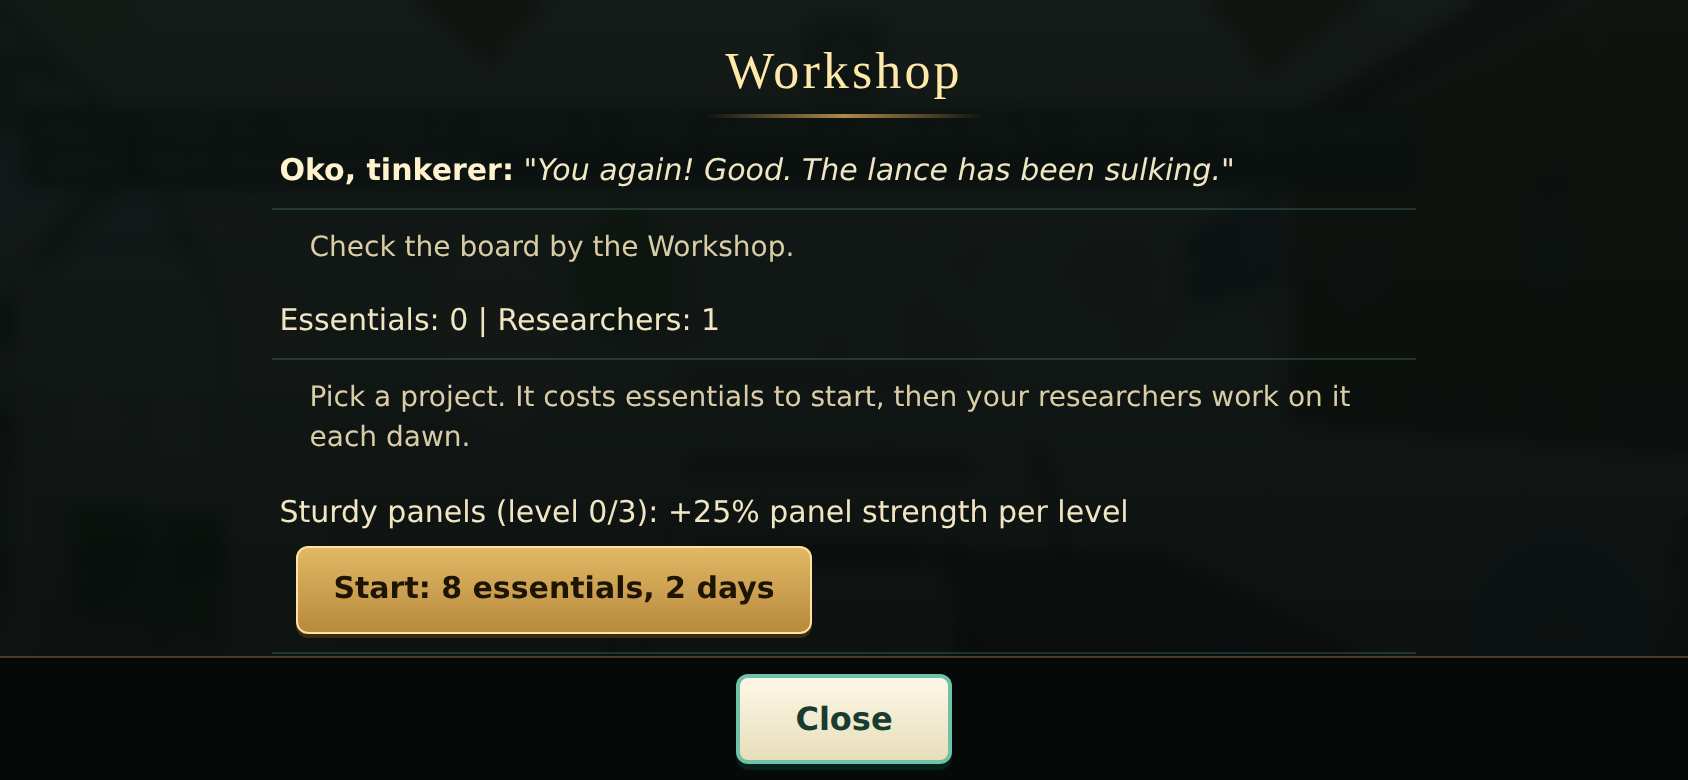 Workshop
Oko, tinkerer: "You again! Good. The lance has been sulking."
Check the board by the Workshop.
Essentials: 0 | Researchers: 1
Pick a project. It costs essentials to start, then your researchers work on it
each dawn.
Sturdy panels (level 0/3): +25% panel strength per level
Start: 8 essentials, 2 days
Close